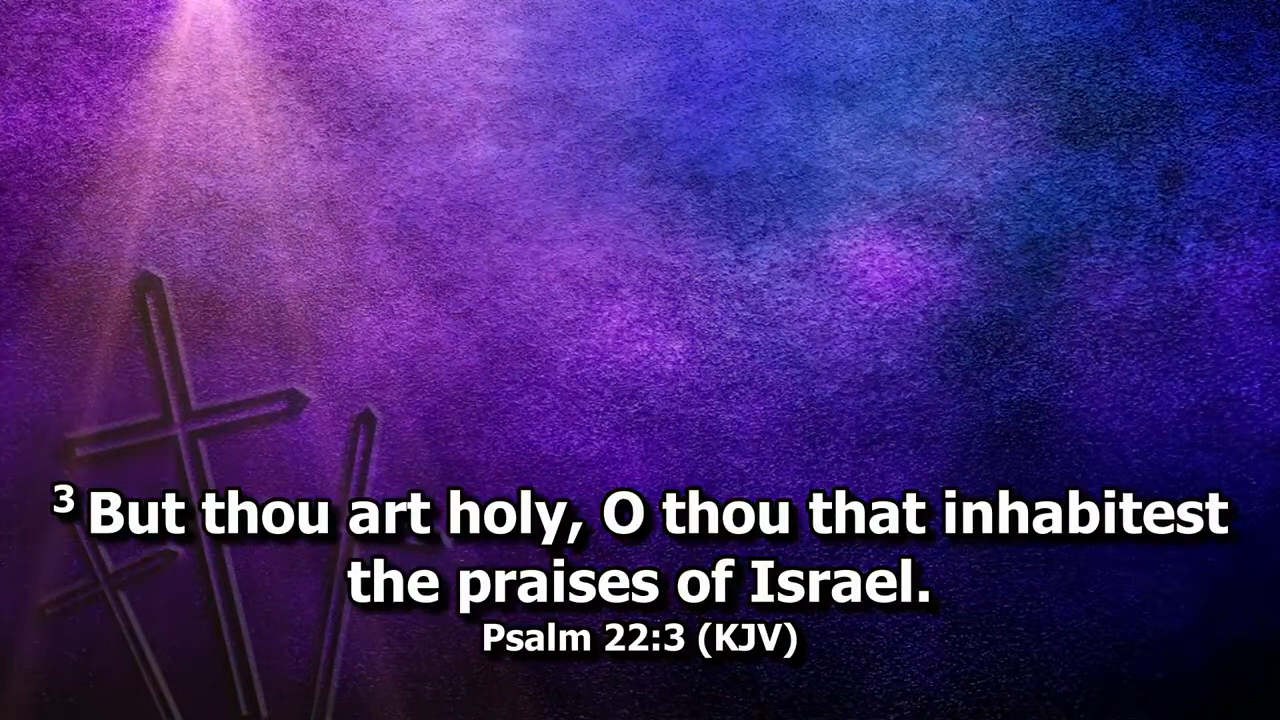 3 But thou art holy, O thou that inhabitest
the praises of Israel.
Psalm 22:3 (KJV)